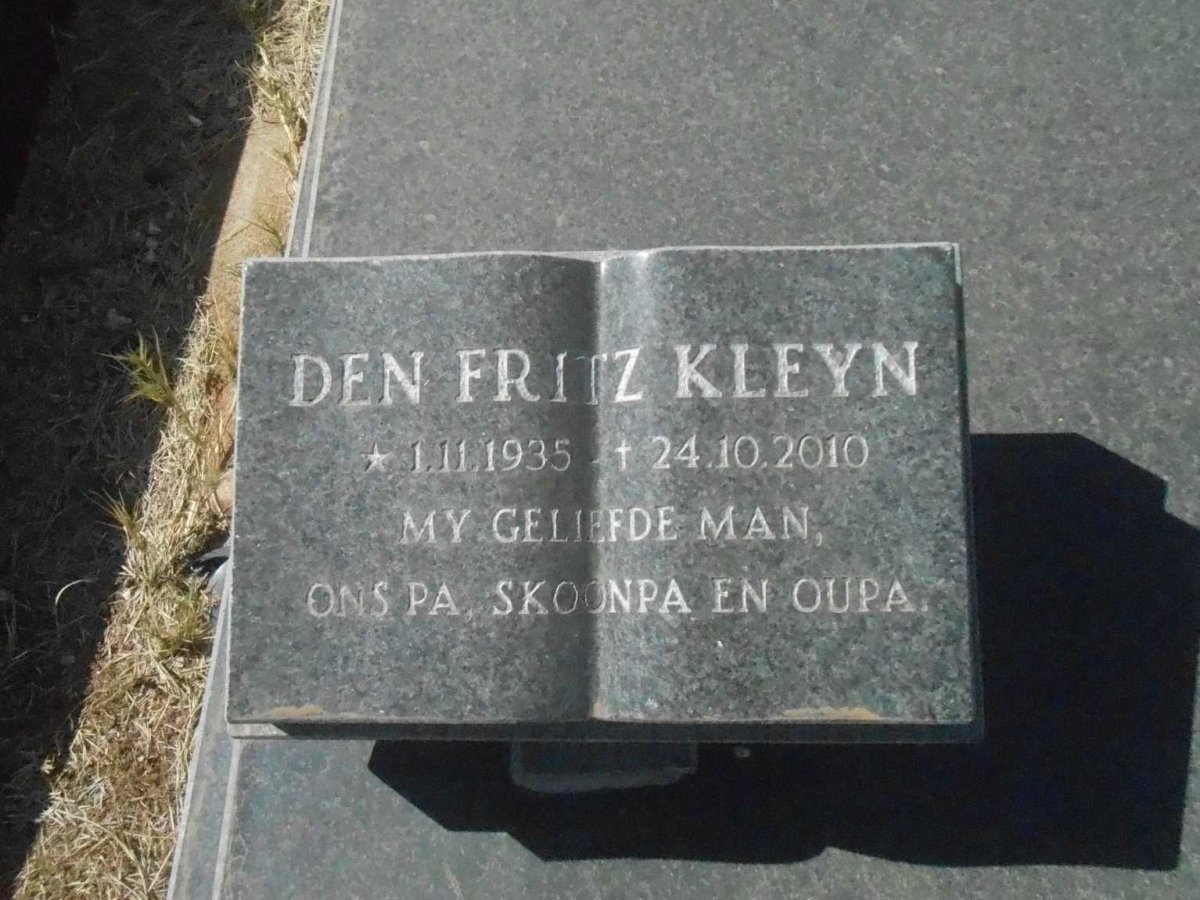 DEN FRITZ KLEYN
★ 1.11.1935 - † 24.10.2010
MY GELIEFDE MAN,
ONS PA, SKOONPA EN OUPA.